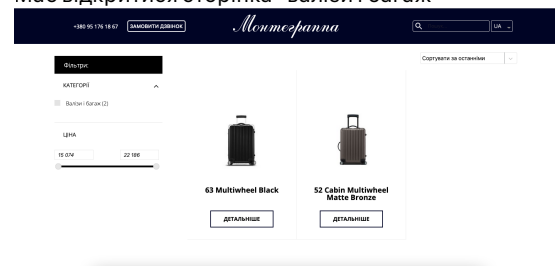 Має відкритися сторінка "Валізи і багаж"
+380 95 176 18 67 ЗАМОВИТИ ДЗВІНОК Монтеграппа UA
Сортувати за останніми
Фільтри:
КАТЕГОРІЇ
Валізи і багаж (2)
ЦІНА
15 074 22 186
63 Multiwheel Black
52 Cabin Multiwheel
Matte Bronze
ДЕТАЛЬНІШЕ ДЕТАЛЬНІШЕ